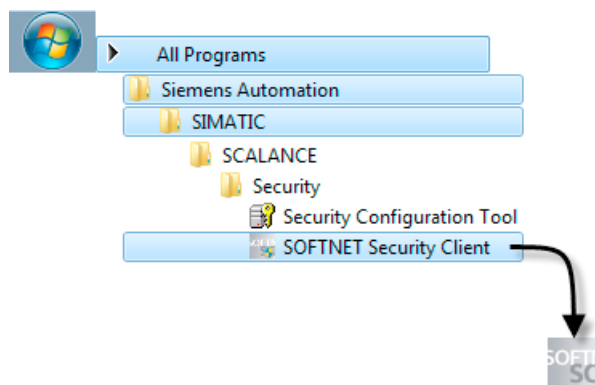 All Programs
Siemens Automation
SIMATIC
SCALANCE
Security
Security Configuration Tool
SOFTNET Security Client